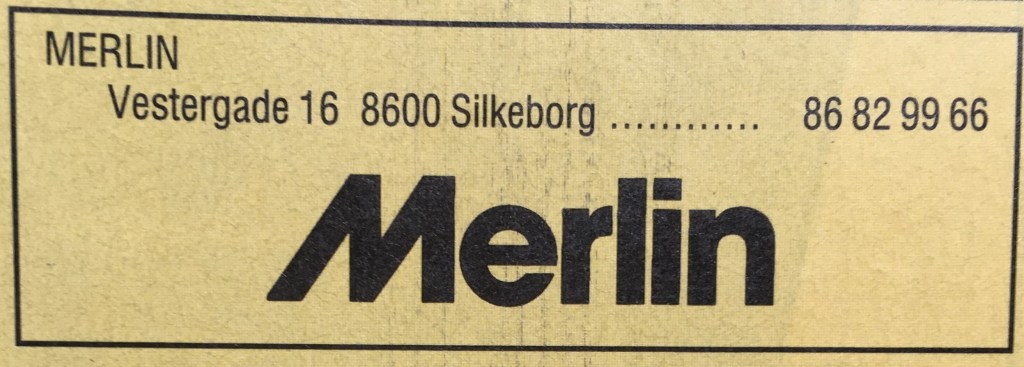 MERLIN
Vestergade 16 8600 Silkeborg ............ 86 82 99 66
Merlin